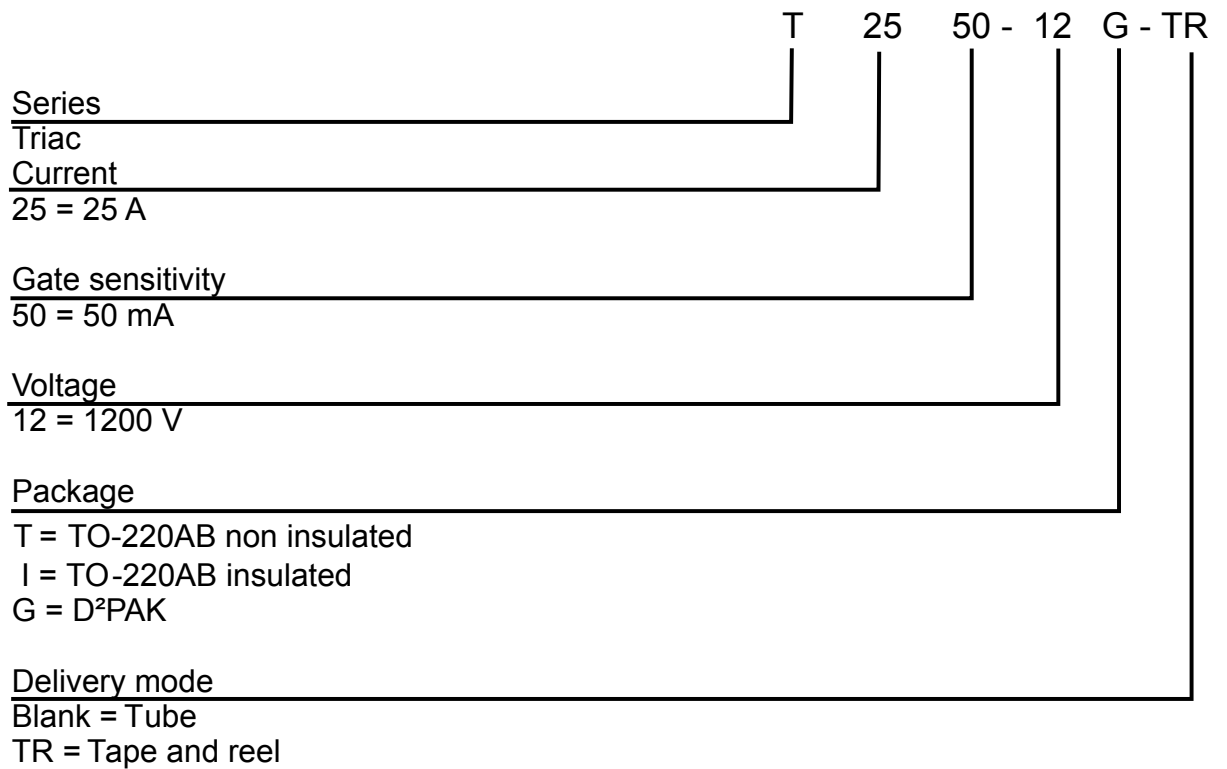 T 25 50 - 12 G - TR
Series
Triac
Current
25 = 25 A
Gate sensitivity
50 = 50 mA
Voltage
12 = 1200 V
Package
T = TO-220AB non insulated
I = TO-220AB insulated
G = D²PAK
Delivery mode
Blank = Tube
TR = Tape and reel